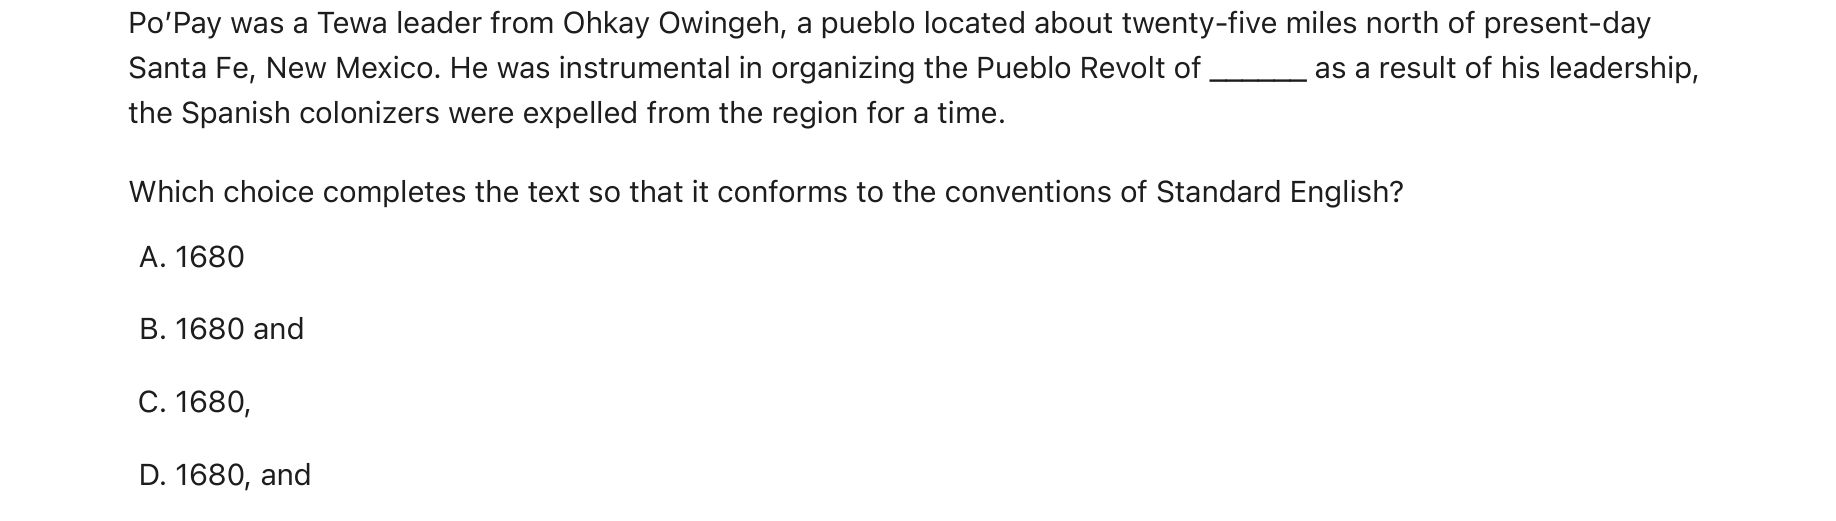 Po’Pay was a Tewa leader from Ohkay Owingeh, a pueblo located about twenty-five miles north of present-day
Santa Fe, New Mexico. He was instrumental in organizing the Pueblo Revolt of ______ as a result of his leadership,
the Spanish colonizers were expelled from the region for a time.
Which choice completes the text so that it conforms to the conventions of Standard English?
A. 1680
B. 1680 and
C. 1680,
D. 1680, and